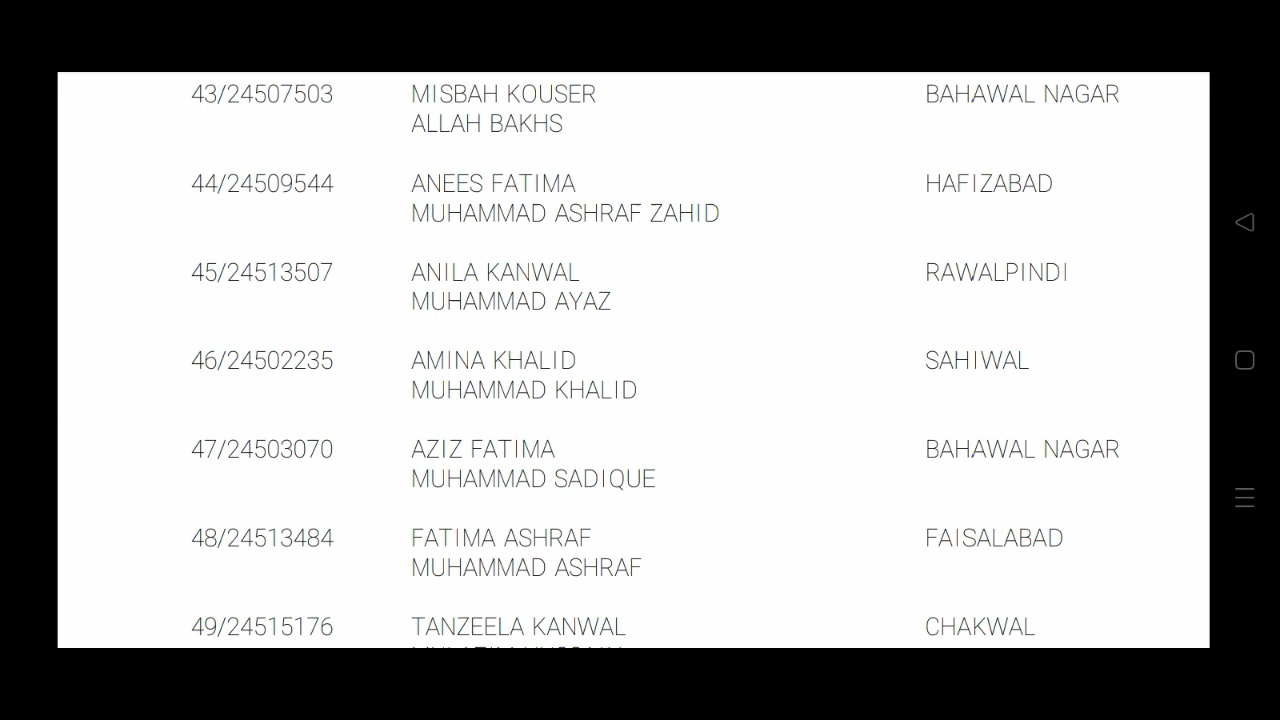 43/24507503 MISBAH KOUSER BAHAWAL NAGAR
ALLAH BAKHS
44/24509544 ANEES FATIMA HAFIZABAD
MUHAMMAD ASHRAF ZAHID
45/24513507 ANILA KANWAL RAWALPINDI
MUHAMMAD AYAZ
46/24502235 AMINA KHALID SAHIWAL
MUHAMMAD KHALID
47/24503070 AZIZ FATIMA BAHAWAL NAGAR
MUHAMMAD SADIQUE
48/24513484 FATIMA ASHRAF FAISALABAD
MUHAMMAD ASHRAF
49/24515176 TANZEELA KANWAL CHAKWAL